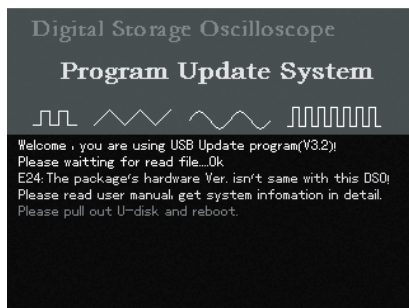 Digital Storage Oscilloscope
Program Update System
Welcome , you are using USB Update program(V3.2)!
Please waitting for read file....Ok
E24: The package's hardware Ver. isn't same with this DSO!
Please read user manual, get system infomation in detail.
Please pull out U-disk and reboot.